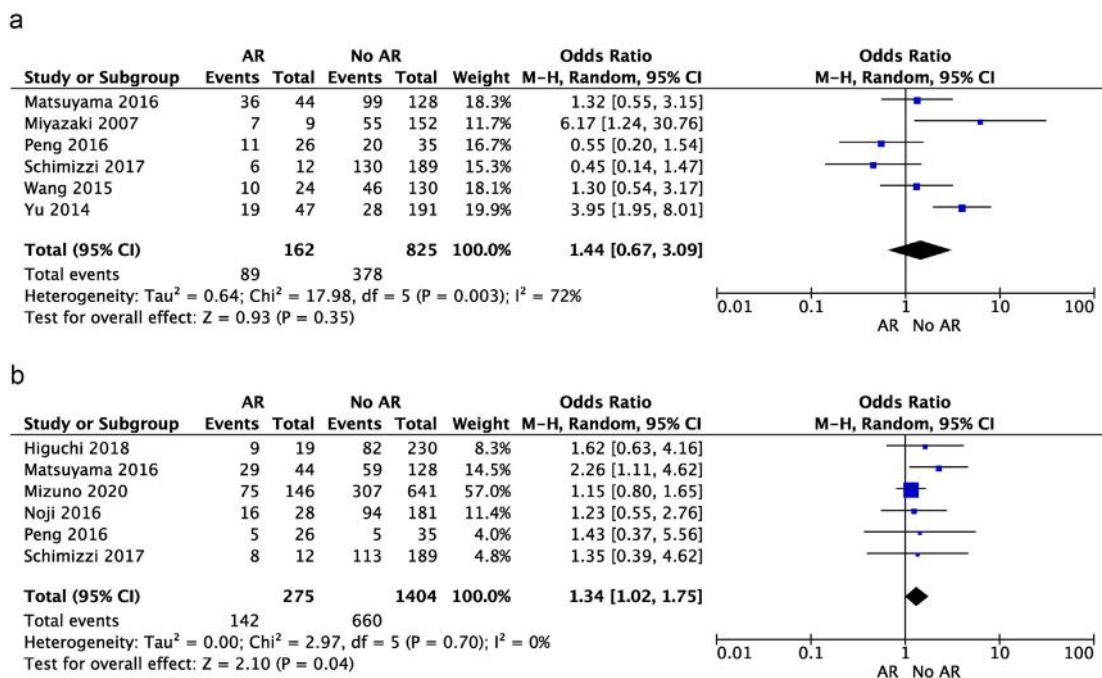 a
AR No AR Odds Ratio Odds Ratio
Study or Subgroup Events Total Events Total Weight M-H, Random, 95% CI M-H, Random, 95% CI
Matsuyama 2016 36 44 99 128 18.3% 1.32 [0.55, 3.15]
Miyazaki 2007 7 9 55 152 11.7% 6.17 [1.24, 30.76]
Peng 2016 11 26 20 35 16.7% 0.55 [0.20, 1.54]
Schimizzi 2017 6 12 130 189 15.3% 0.45 [0.14, 1.47]
Wang 2015 10 24 46 130 18.1% 1.30 [0.54, 3.17]
Yu 2014 19 47 28 191 19.9% 3.95 [1.95, 8.01]
Total (95% CI) 162 825 100.0% 1.44 [0.67, 3.09]
Total events 89 378
Heterogeneity: Tau² = 0.64; Chi² = 17.98, df = 5 (P = 0.003); I² = 72%
Test for overall effect: Z = 0.93 (P = 0.35)
0.01 0.1 1 10 100
AR No AR
b
AR No AR Odds Ratio Odds Ratio
Study or Subgroup Events Total Events Total Weight M-H, Random, 95% CI M-H, Random, 95% CI
Higuchi 2018 9 19 82 230 8.3% 1.62 [0.63, 4.16]
Matsuyama 2016 29 44 59 128 14.5% 2.26 [1.11, 4.62]
Mizuno 2020 75 146 307 641 57.0% 1.15 [0.80, 1.65]
Noji 2016 16 28 94 181 11.4% 1.23 [0.55, 2.76]
Peng 2016 5 26 5 35 4.0% 1.43 [0.37, 5.56]
Schimizzi 2017 8 12 113 189 4.8% 1.35 [0.39, 4.62]
Total (95% CI) 275 1404 100.0% 1.34 [1.02, 1.75]
Total events 142 660
Heterogeneity: Tau² = 0.00; Chi² = 2.97, df = 5 (P = 0.70); I² = 0%
Test for overall effect: Z = 2.10 (P = 0.04)
0.01 0.1 1 10 100
AR No AR